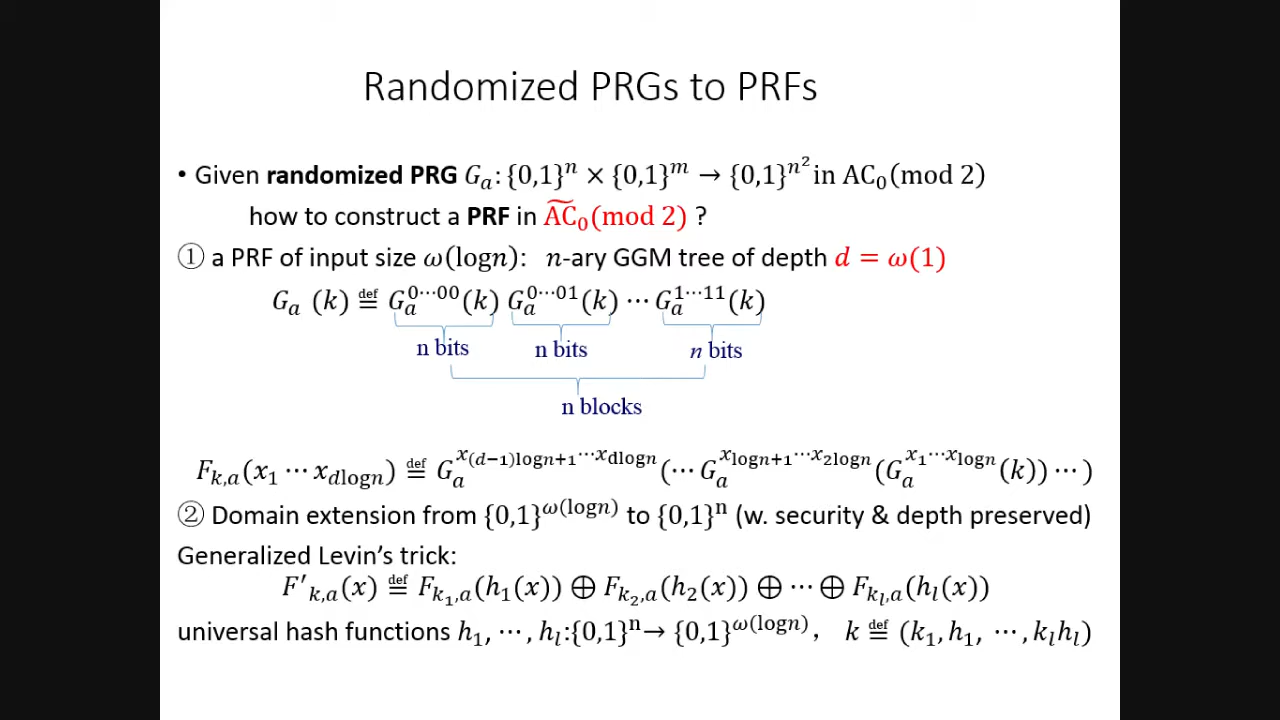 Randomized PRGs to PRFs
• Given randomized PRG Gₐ: {0,1}ⁿ × {0,1}ᵐ → {0,1}^{n²} in AC₀(mod 2)
how to construct a PRF in \widetilde{AC}₀(mod 2) ?
① a PRF of input size ω(logn): n-ary GGM tree of depth d = ω(1)
G_a (k) ≝ G_a^{0⋯00}(k) G_a^{0⋯01}(k) ⋯ G_a^{1⋯11}(k)
n bits n bits n bits
n blocks
F_{k,a}(x_1 ⋯ x_{dlogn}) ≝ G_a^{x_{(d−1)logn+1}⋯x_{dlogn}}(⋯ G_a^{x_{logn+1}⋯x_{2logn}}(G_a^{x_1⋯x_{logn}}(k)) ⋯ )
② Domain extension from {0,1}^{ω(logn)} to {0,1}^n (w. security & depth preserved)
Generalized Levin's trick:
F′_{k,a}(x) ≝ F_{k_1,a}(h_1(x)) ⊕ F_{k_2,a}(h_2(x)) ⊕ ⋯ ⊕ F_{k_l,a}(h_l(x))
universal hash functions h_1, ⋯, h_l:{0,1}^n→ {0,1}^{ω(logn)}, k ≝ (k_1, h_1, ⋯, k_l h_l)